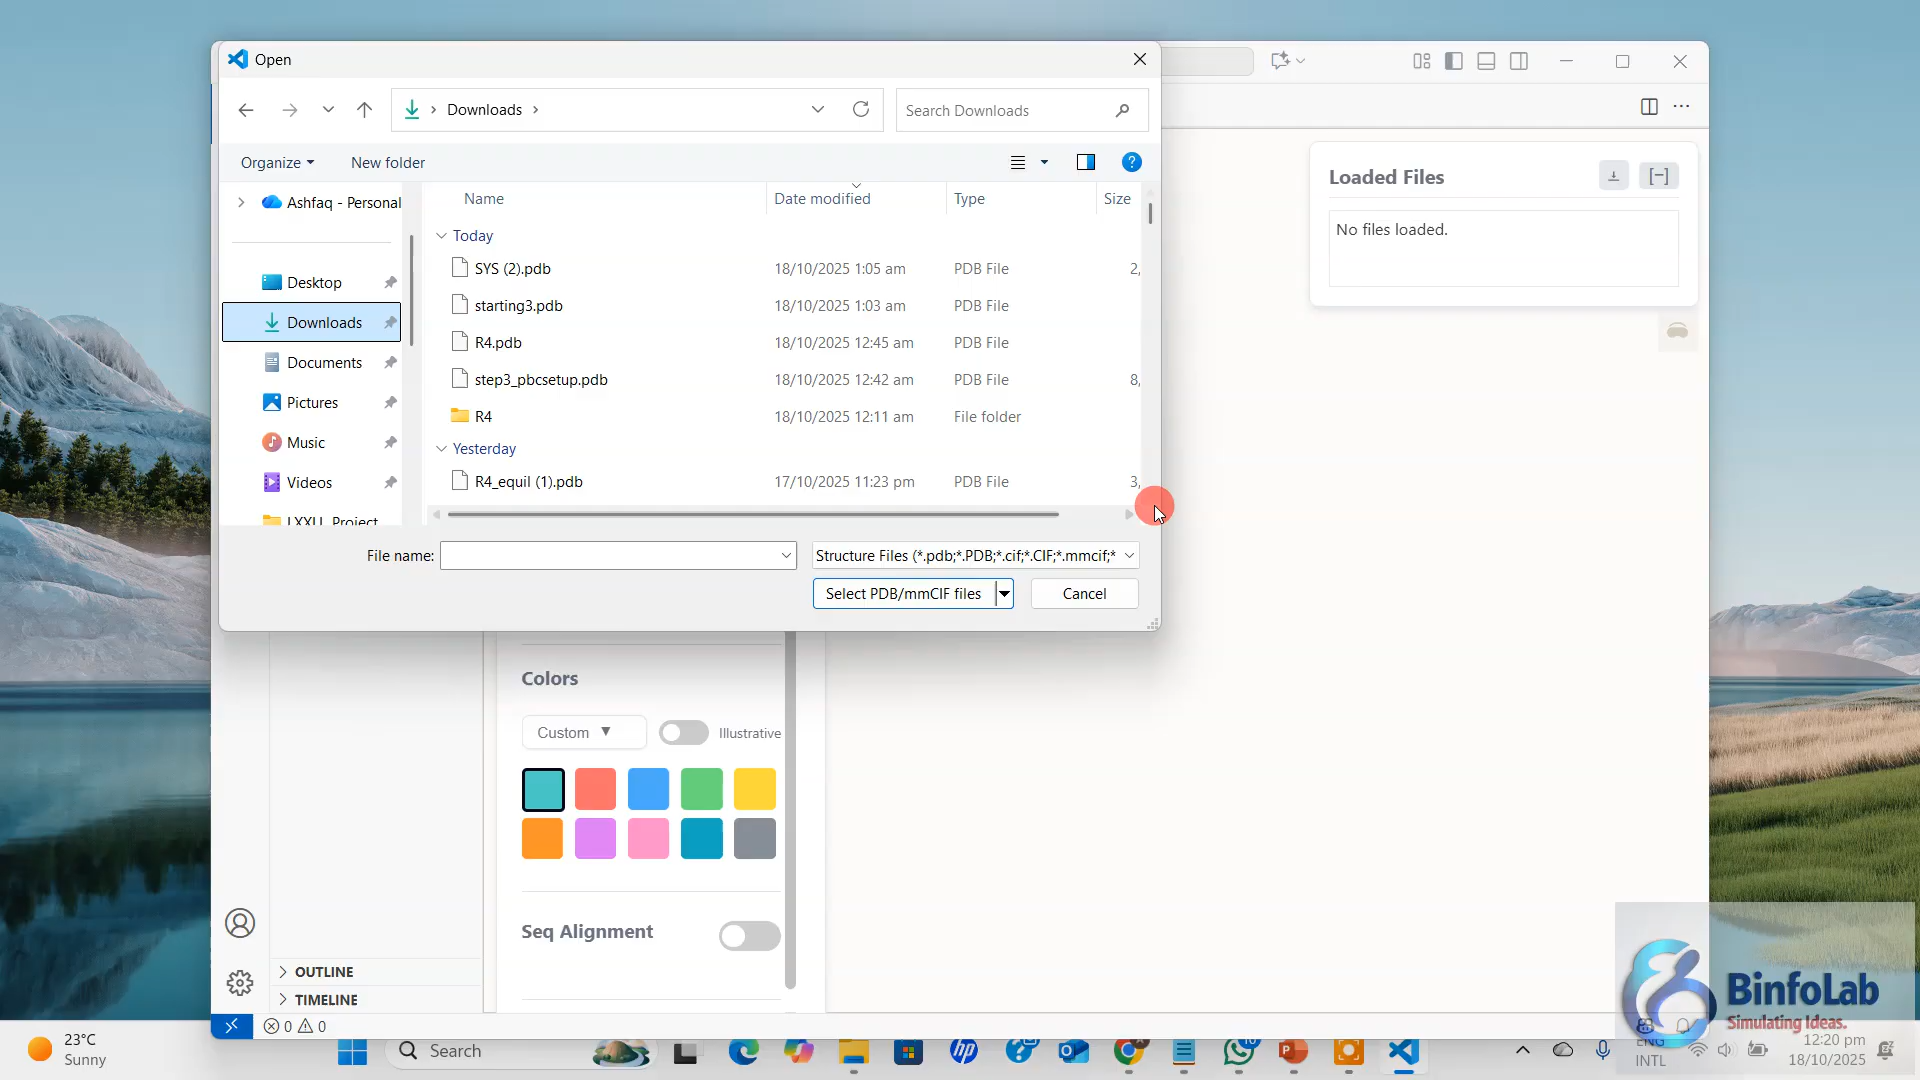 Open
Downloads
Search Downloads
Organize
New folder
?
Ashfaq - Personal
Desktop
Downloads
Documents
Pictures
Music
Videos
LXXLL_Project
Name
Date modified
Type
Size
Today
SYS (2).pdb
18/10/2025 1:05 am
PDB File
2,
starting3.pdb
18/10/2025 1:03 am
PDB File
R4.pdb
18/10/2025 12:45 am
PDB File
step3_pbcsetup.pdb
18/10/2025 12:42 am
PDB File
8,
R4
18/10/2025 12:11 am
File folder
Yesterday
R4_equil (1).pdb
17/10/2025 11:23 pm
PDB File
3,
File name:
Structure Files (*.pdb;*.PDB;*.cif;*.CIF;*.mmcif;*
Select PDB/mmCIF files
Cancel
Loaded Files
[−]
No files loaded.
Colors
Custom
Illustrative
Seq Alignment
OUTLINE
TIMELINE
0
0
BinfoLab
Simulating Ideas.
23°C
Sunny
Search
hp
ENG
INTL
12:20 pm
18/10/2025